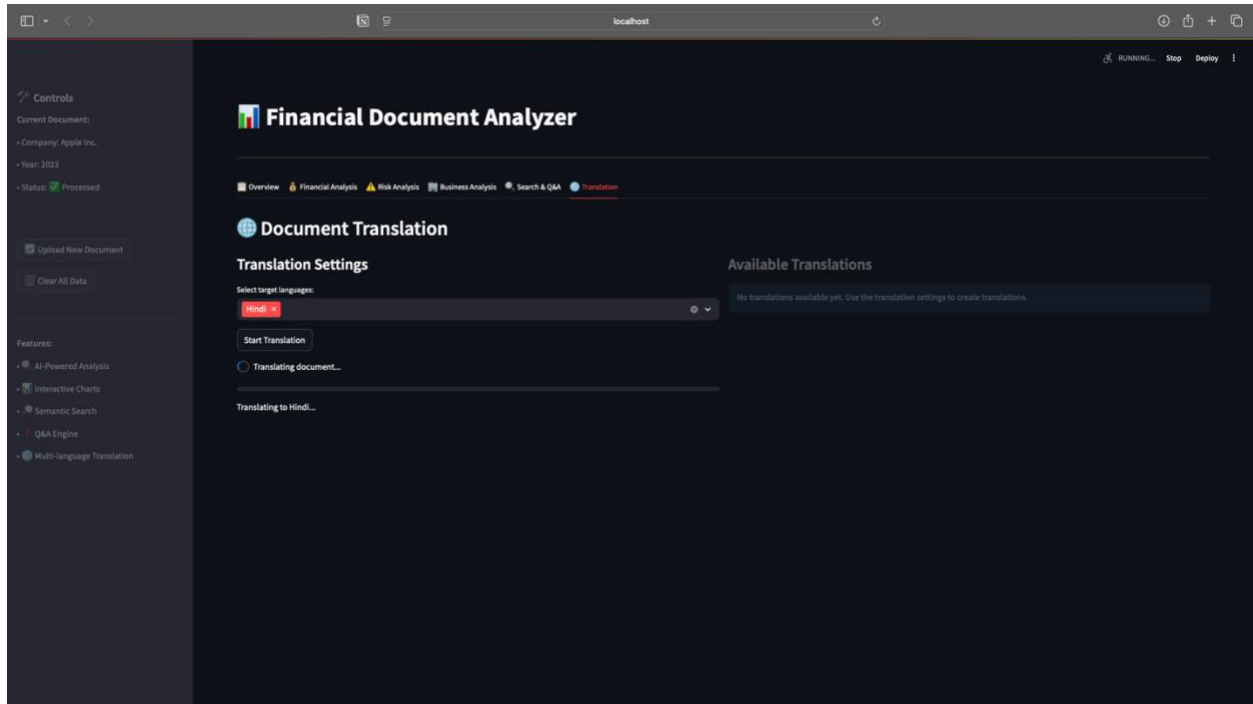 localhost
RUNNING... Stop Deploy
Controls
Current Document:
• Company: Apple Inc.
• Year: 2023
• Status: Processed
Upload New Document
Clear All Data
Features:
• AI-Powered Analysis
• Interactive Charts
• Semantic Search
• Q&A Engine
• Multi-language Translation
Financial Document Analyzer
Overview Financial Analysis Risk Analysis Business Analysis Search & Q&A Translation
Document Translation
Translation Settings
Select target languages:
Hindi ×
Start Translation
Translating document...
Translating to Hindi...
Available Translations
No translations available yet. Use the translation settings to create translations.